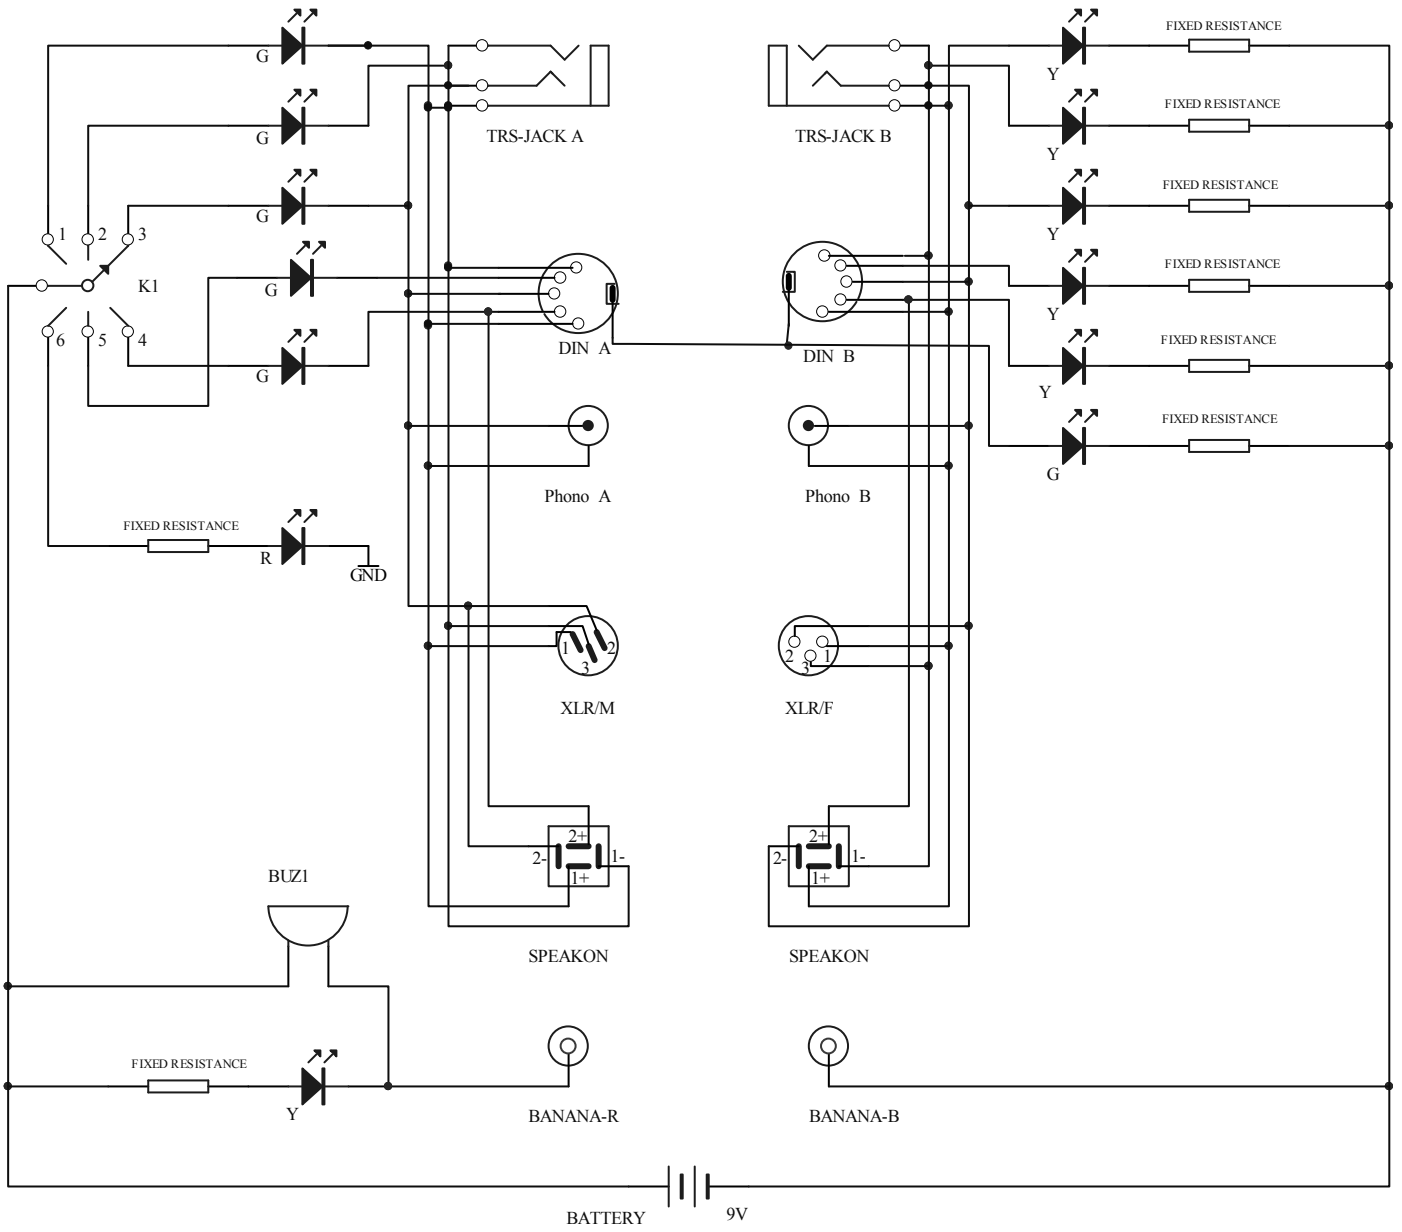 FIXED RESISTANCE
G
Y
FIXED RESISTANCE
G
TRS-JACK A
TRS-JACK B
Y
FIXED RESISTANCE
G
Y
1
2
3
K1
FIXED RESISTANCE
G
Y
6
5
4
DIN A
DIN B
FIXED RESISTANCE
G
Y
FIXED RESISTANCE
G
Phono A
Phono B
FIXED RESISTANCE
R
GND
1
2
3
2
1
3
XLR/M
XLR/F
2+
2-
1-
1+
2+
2-
1-
1+
BUZ1
SPEAKON
SPEAKON
FIXED RESISTANCE
Y
BANANA-R
BANANA-B
BATTERY
9V